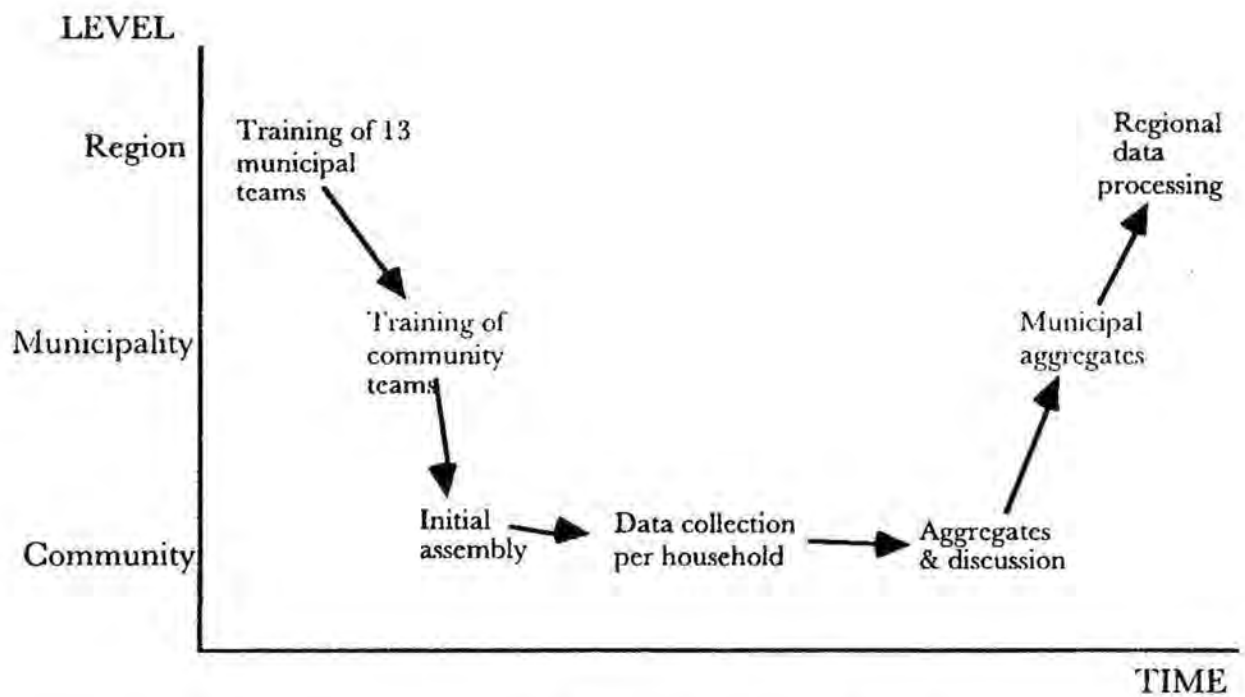 LEVEL
Region
Training of 13
municipal
teams
Regional
data
processing
Municipality
Training of
community
teams
Municipal
aggregates
Community
Initial
assembly
Data collection
per household
Aggregates
& discussion
TIME